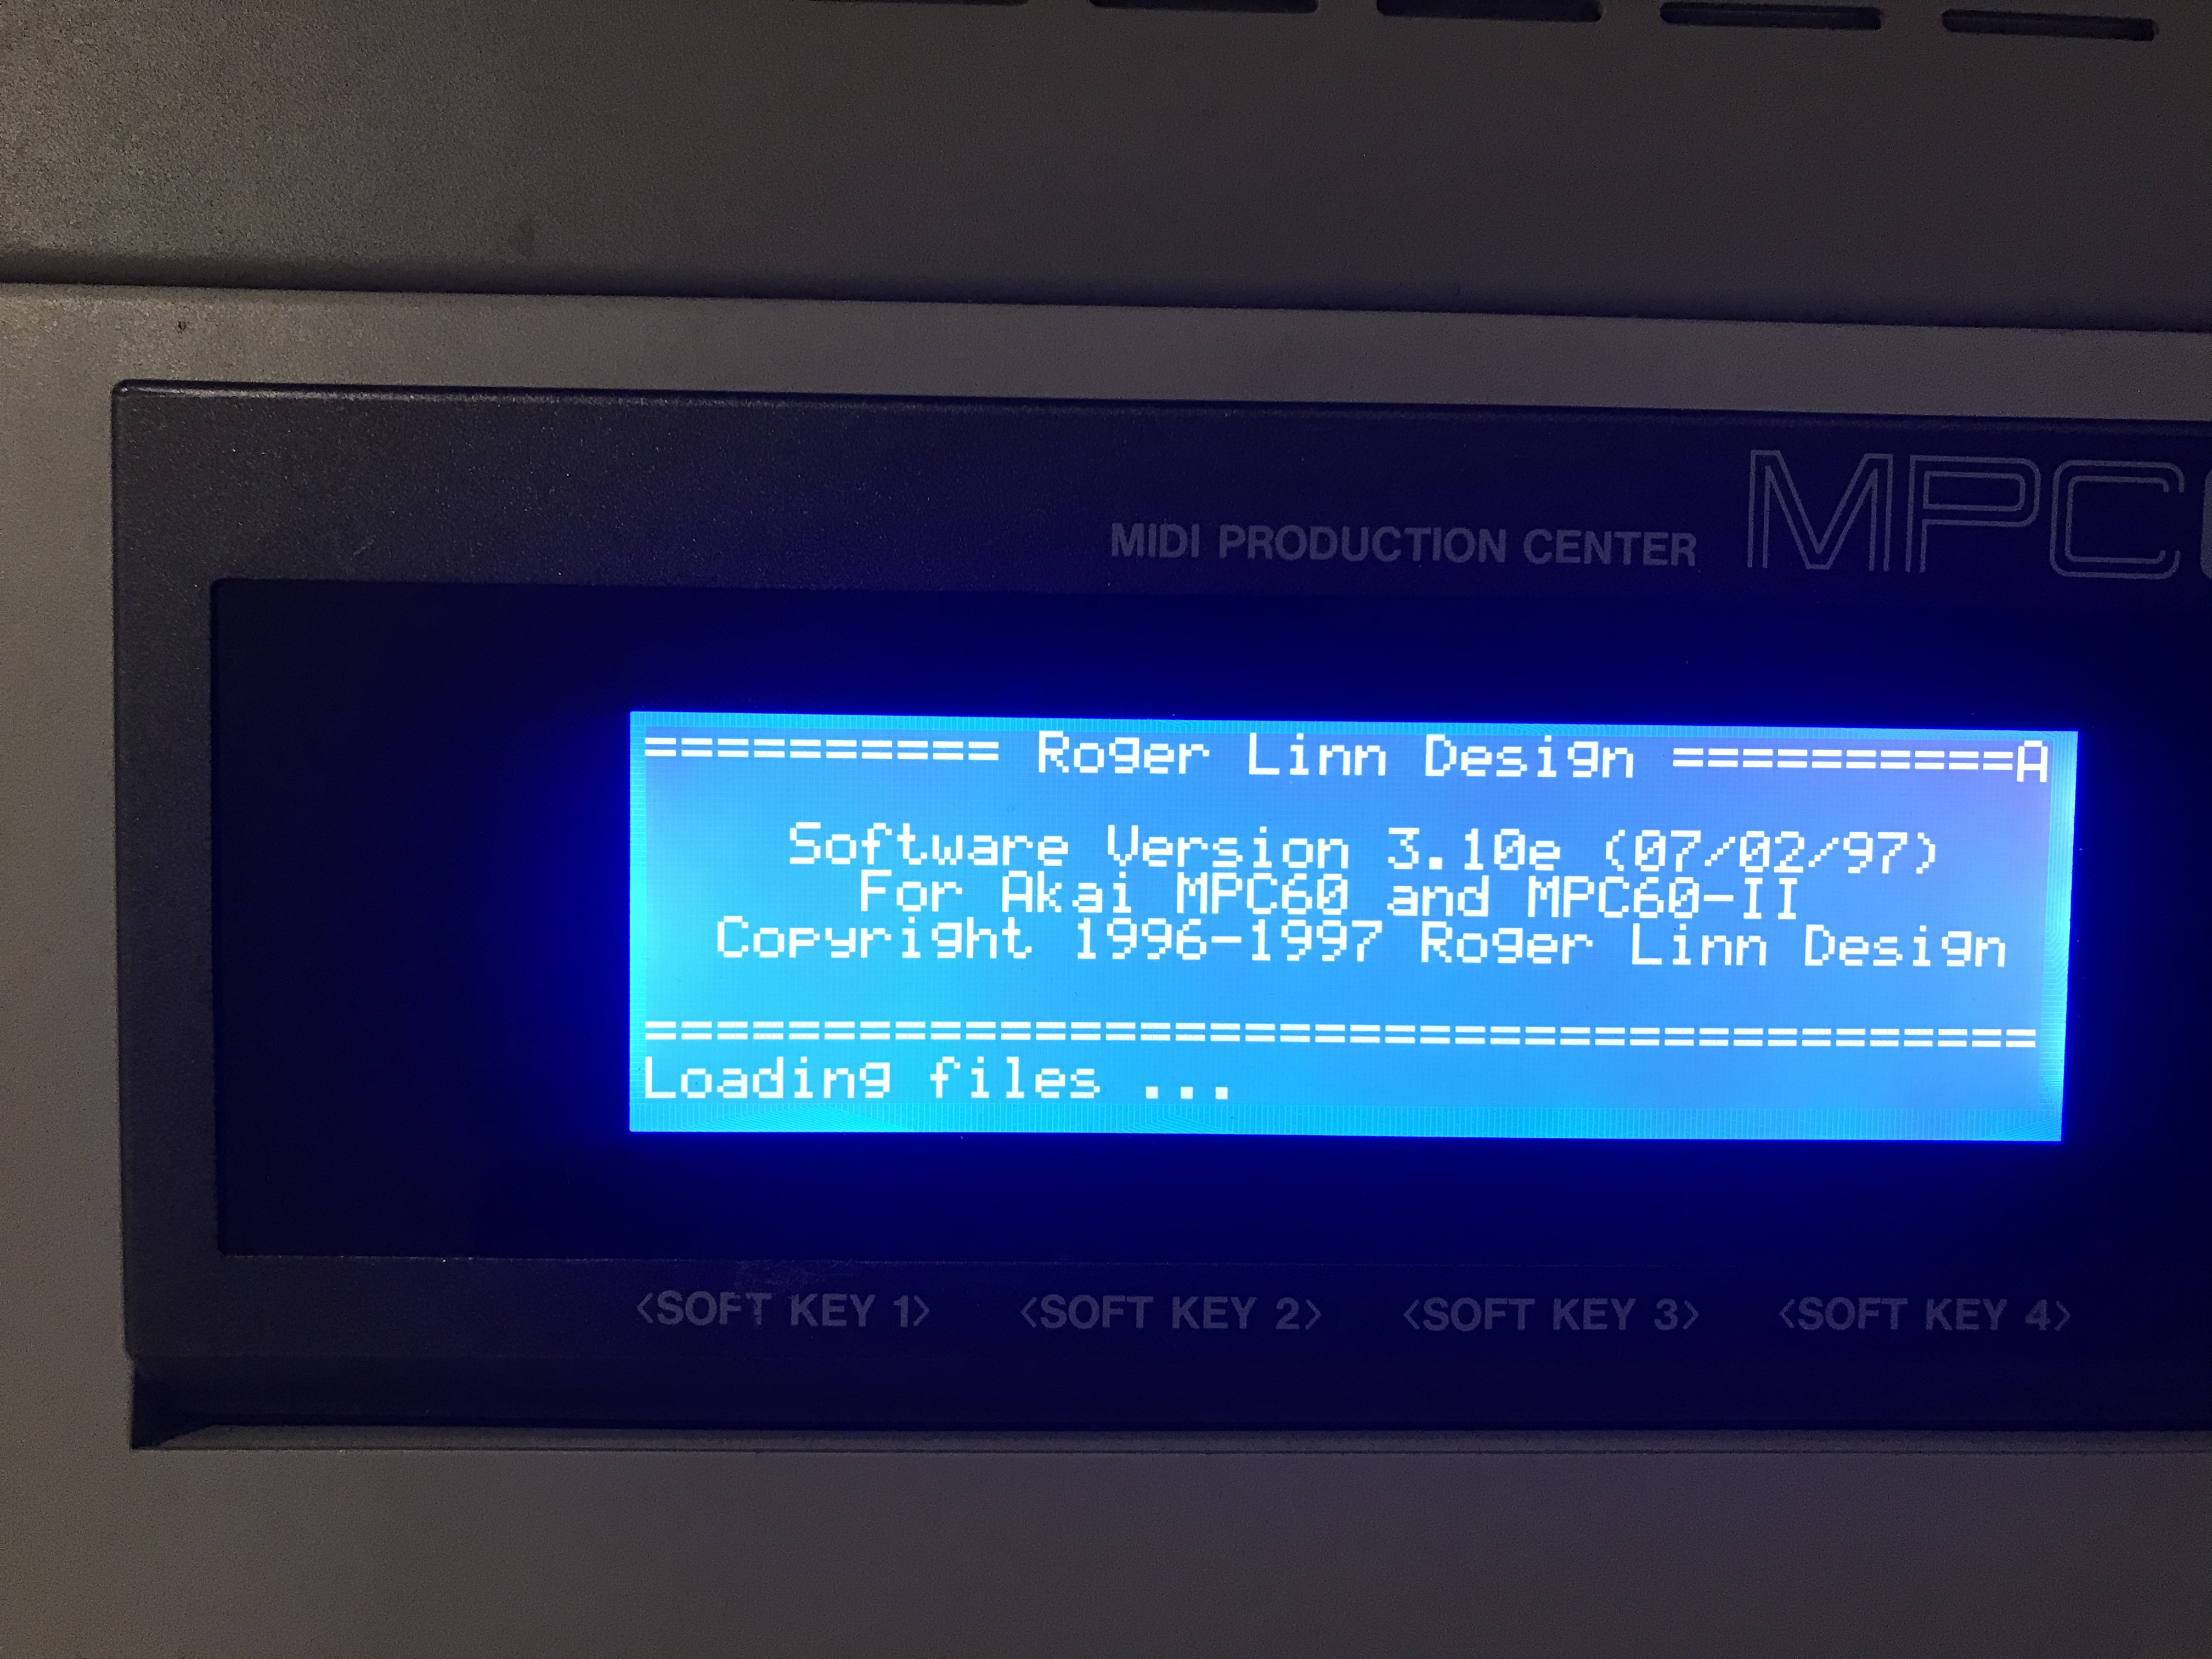 MIDI PRODUCTION CENTER MPC
========== Roger Linn Design ==========A
Software Version 3.10e (07/02/97)
For Akai MPC60 and MPC60-II
Copyright 1996-1997 Roger Linn Design
========================================
Loading files ...
<SOFT KEY 1> <SOFT KEY 2> <SOFT KEY 3> <SOFT KEY 4>